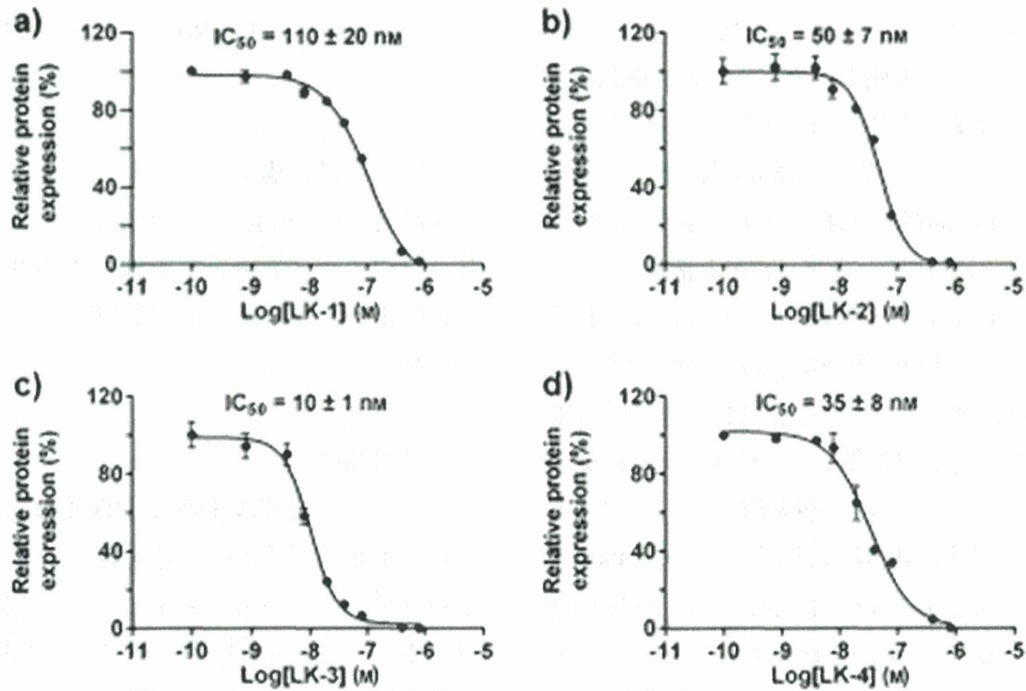 a)
IC50 = 110 ± 20 nM
Relative protein
expression (%)
120
80
40
0
-11 -10 -9 -8 -7 -6 -5
Log[LK-1] (M)
b)
IC50 = 50 ± 7 nM
Relative protein
expression (%)
120
80
40
0
-11 -10 -9 -8 -7 -6 -5
Log[LK-2] (M)
c)
IC50 = 10 ± 1 nM
Relative protein
expression (%)
120
80
40
0
-11 -10 -9 -8 -7 -6 -5
Log[LK-3] (M)
d)
IC50 = 35 ± 8 nM
Relative protein
expression (%)
120
80
40
0
-11 -10 -9 -8 -7 -6 -5
Log[LK-4] (M)